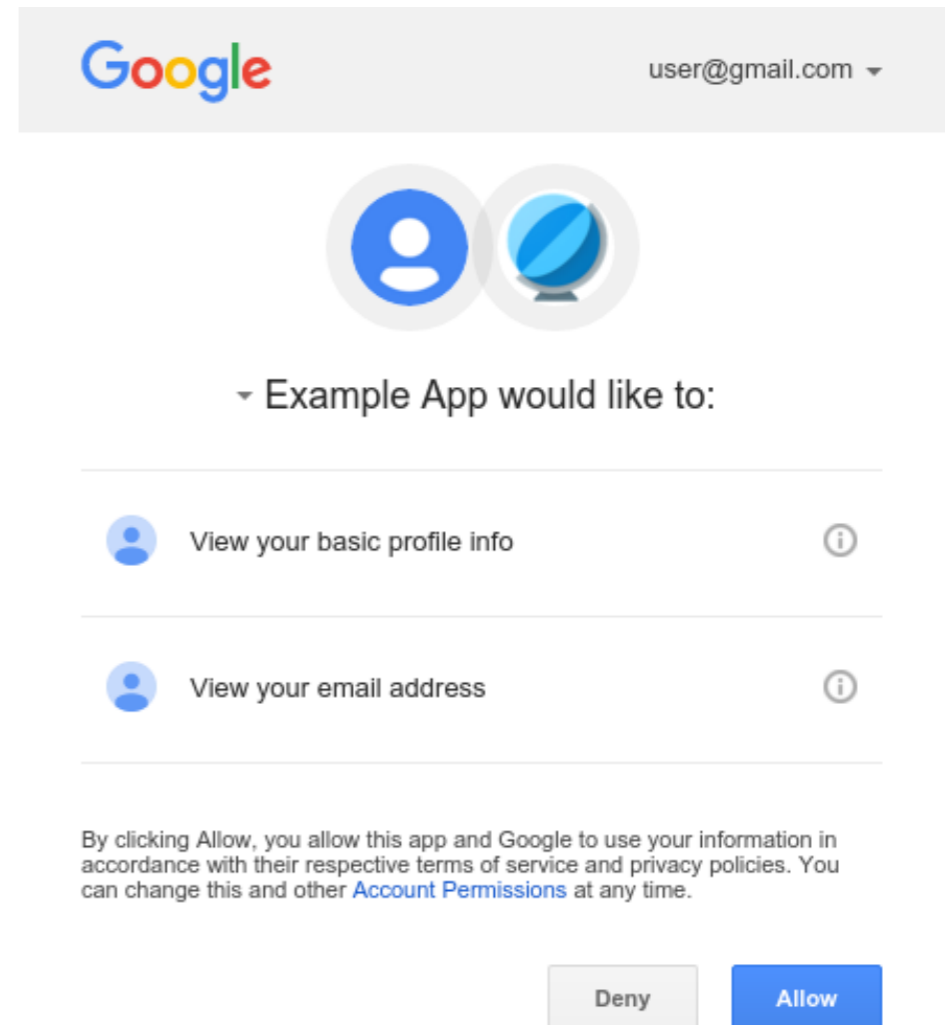 Google
user@gmail.com
Example App would like to:
View your basic profile info
View your email address
By clicking Allow, you allow this app and Google to use your information in
accordance with their respective terms of service and privacy policies. You
can change this and other Account Permissions at any time.
Deny
Allow